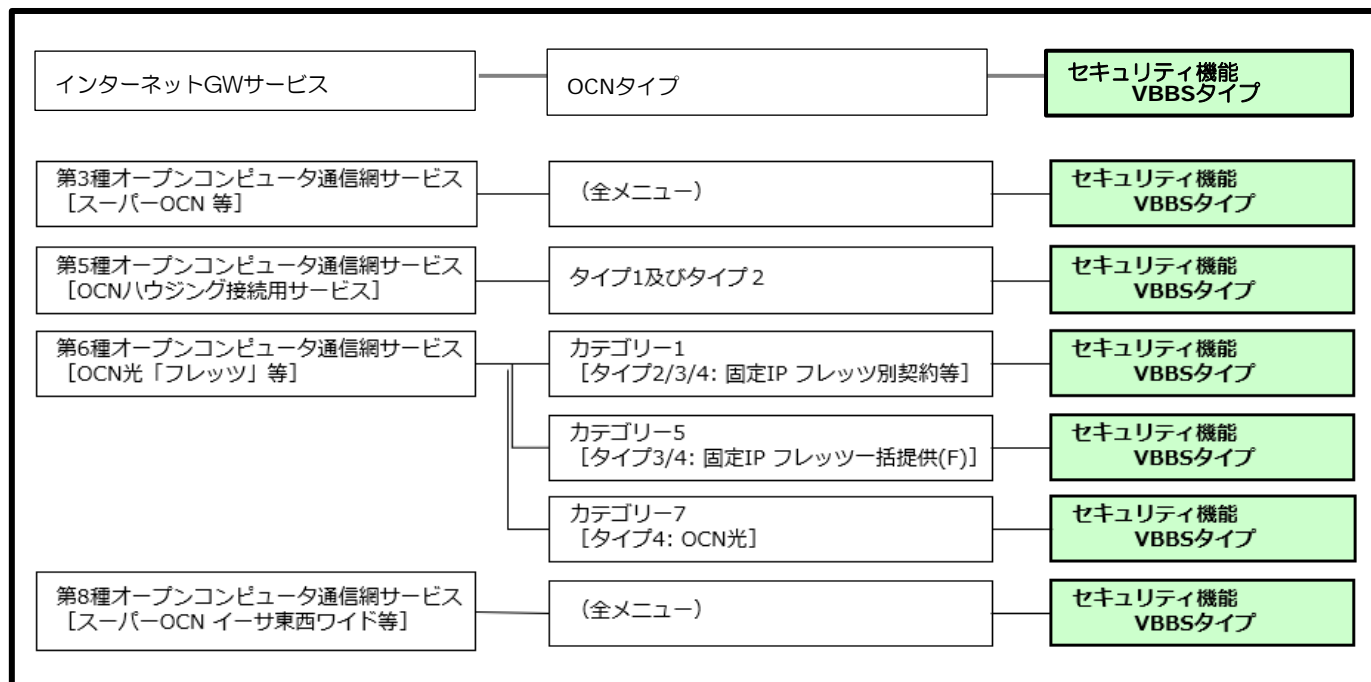 インターネットGWサービス
OCNタイプ
セキュリティ機能
VBBSタイプ
第3種オープンコンピュータ通信網サービス
［スーパーOCN 等］
（全メニュー）
セキュリティ機能
VBBSタイプ
第5種オープンコンピュータ通信網サービス
［OCNハウジング接続用サービス］
タイプ1及びタイプ２
セキュリティ機能
VBBSタイプ
第6種オープンコンピュータ通信網サービス
［OCN光「フレッツ」等］
カテゴリー1
［タイプ2/3/4: 固定IP フレッツ別契約等］
セキュリティ機能
VBBSタイプ
カテゴリー5
［タイプ3/4: 固定IP フレッツ一括提供(F)］
セキュリティ機能
VBBSタイプ
カテゴリー7
［タイプ4: OCN光］
セキュリティ機能
VBBSタイプ
第8種オープンコンピュータ通信網サービス
［スーパーOCN イーサ東西ワイド等］
（全メニュー）
セキュリティ機能
VBBSタイプ